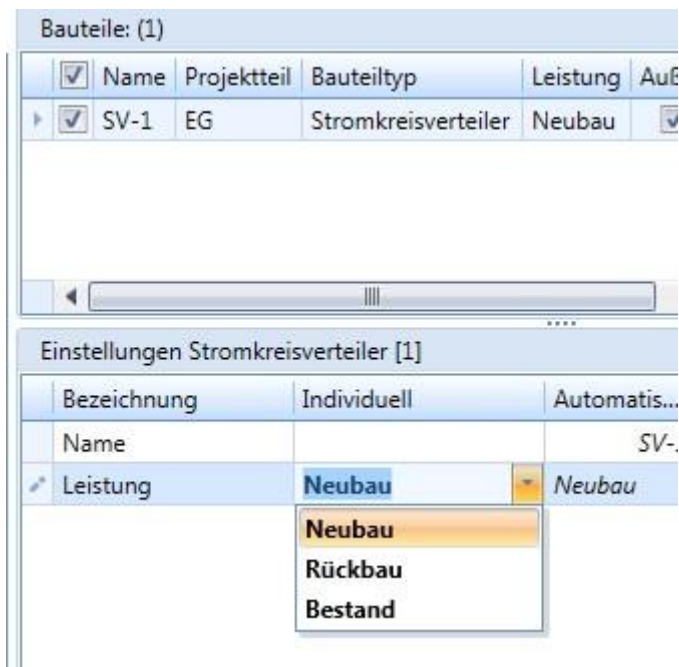 Bauteile: (1)
Name Projektteil Bauteiltyp Leistung Auß
SV-1 EG Stromkreisverteiler Neubau
Einstellungen Stromkreisverteiler [1]
Bezeichnung Individuell Automatis...
Name SV-
Leistung Neubau Neubau
Neubau
Rückbau
Bestand